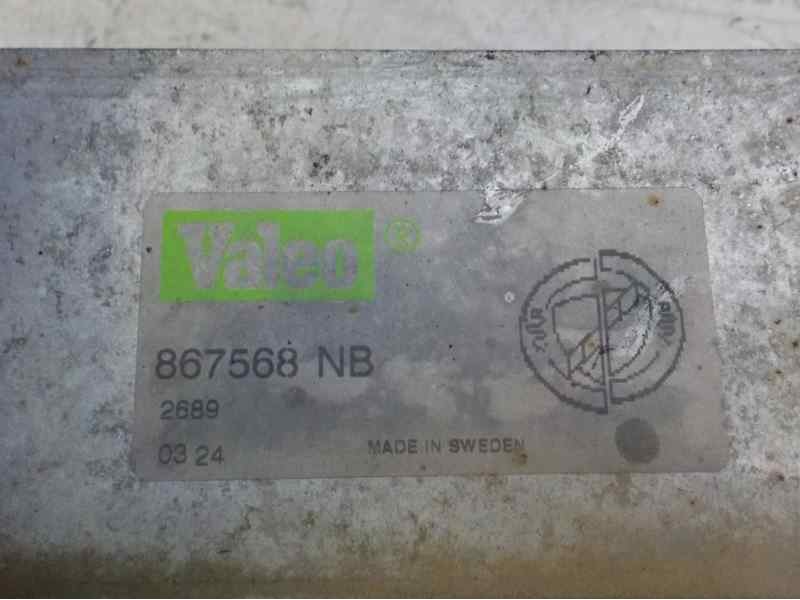 Valeo ®
867568 NB
2689
03 24
MADE IN SWEDEN